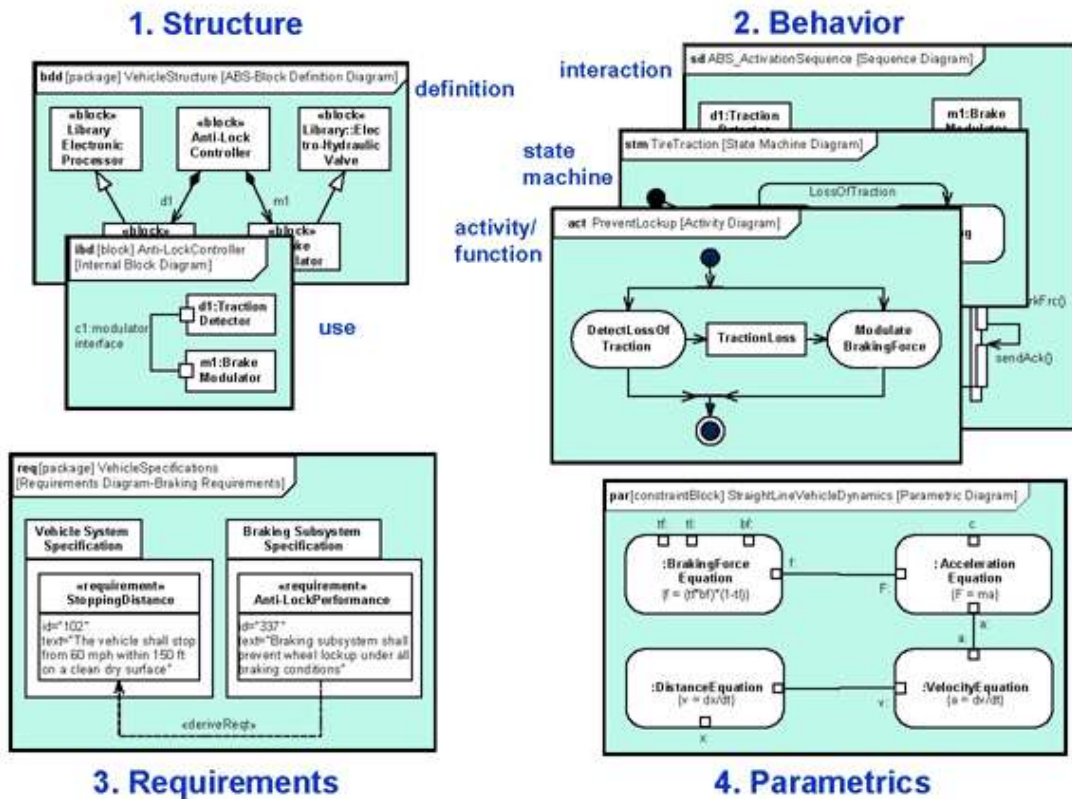 1. Structure
bdd [package] VehicleStructure [ABS-Block Definition Diagram]
definition
«block»
Library
Electronic
Processor
«block»
Anti-Lock
Controller
«block»
Library::Elec
tro-Hydraulic
Valve
d1
m1
«block»
«block»
ibd [block] Anti-LockController
[Internal Block Diagram]
use
c1:modulator
interface
d1:Traction
Detector
m1:Brake
Modulator
2. Behavior
interaction
sd ABS_ActivationSequence [Sequence Diagram]
d1:Traction
m1:Brake
state
machine
stm TireTraction [State Machine Diagram]
LossOfTraction
activity/
function
act PreventLockup [Activity Diagram]
DetectLossOf
Traction
TractionLoss
Modulate
BrakingForce
sendAck()
req [package] VehicleSpecifications
[Requirements Diagram-Braking Requirements]
Vehicle System
Specification
«requirement»
StoppingDistance
id="102"
text="The vehicle shall stop
from 60 mph within 150 ft
on a clean dry surface"
Braking Subsystem
Specification
«requirement»
Anti-LockPerformance
id="337"
text="Braking subsystem shall
prevent wheel lockup under all
braking conditions"
«deriveReqt»
3. Requirements
par [constraintBlock] StraightLineVehicleDynamics [Parametric Diagram]
tf:
tl:
bf:
c
:BrakingForce
Equation
{f = (tf*bf)*(1-tl)}
f:
F:
: Acceleration
Equation
{F = ma}
a:
a:
:DistanceEquation
{v = dx/dt}
v:
:VelocityEquation
{a = dv/dt}
x
4. Parametrics